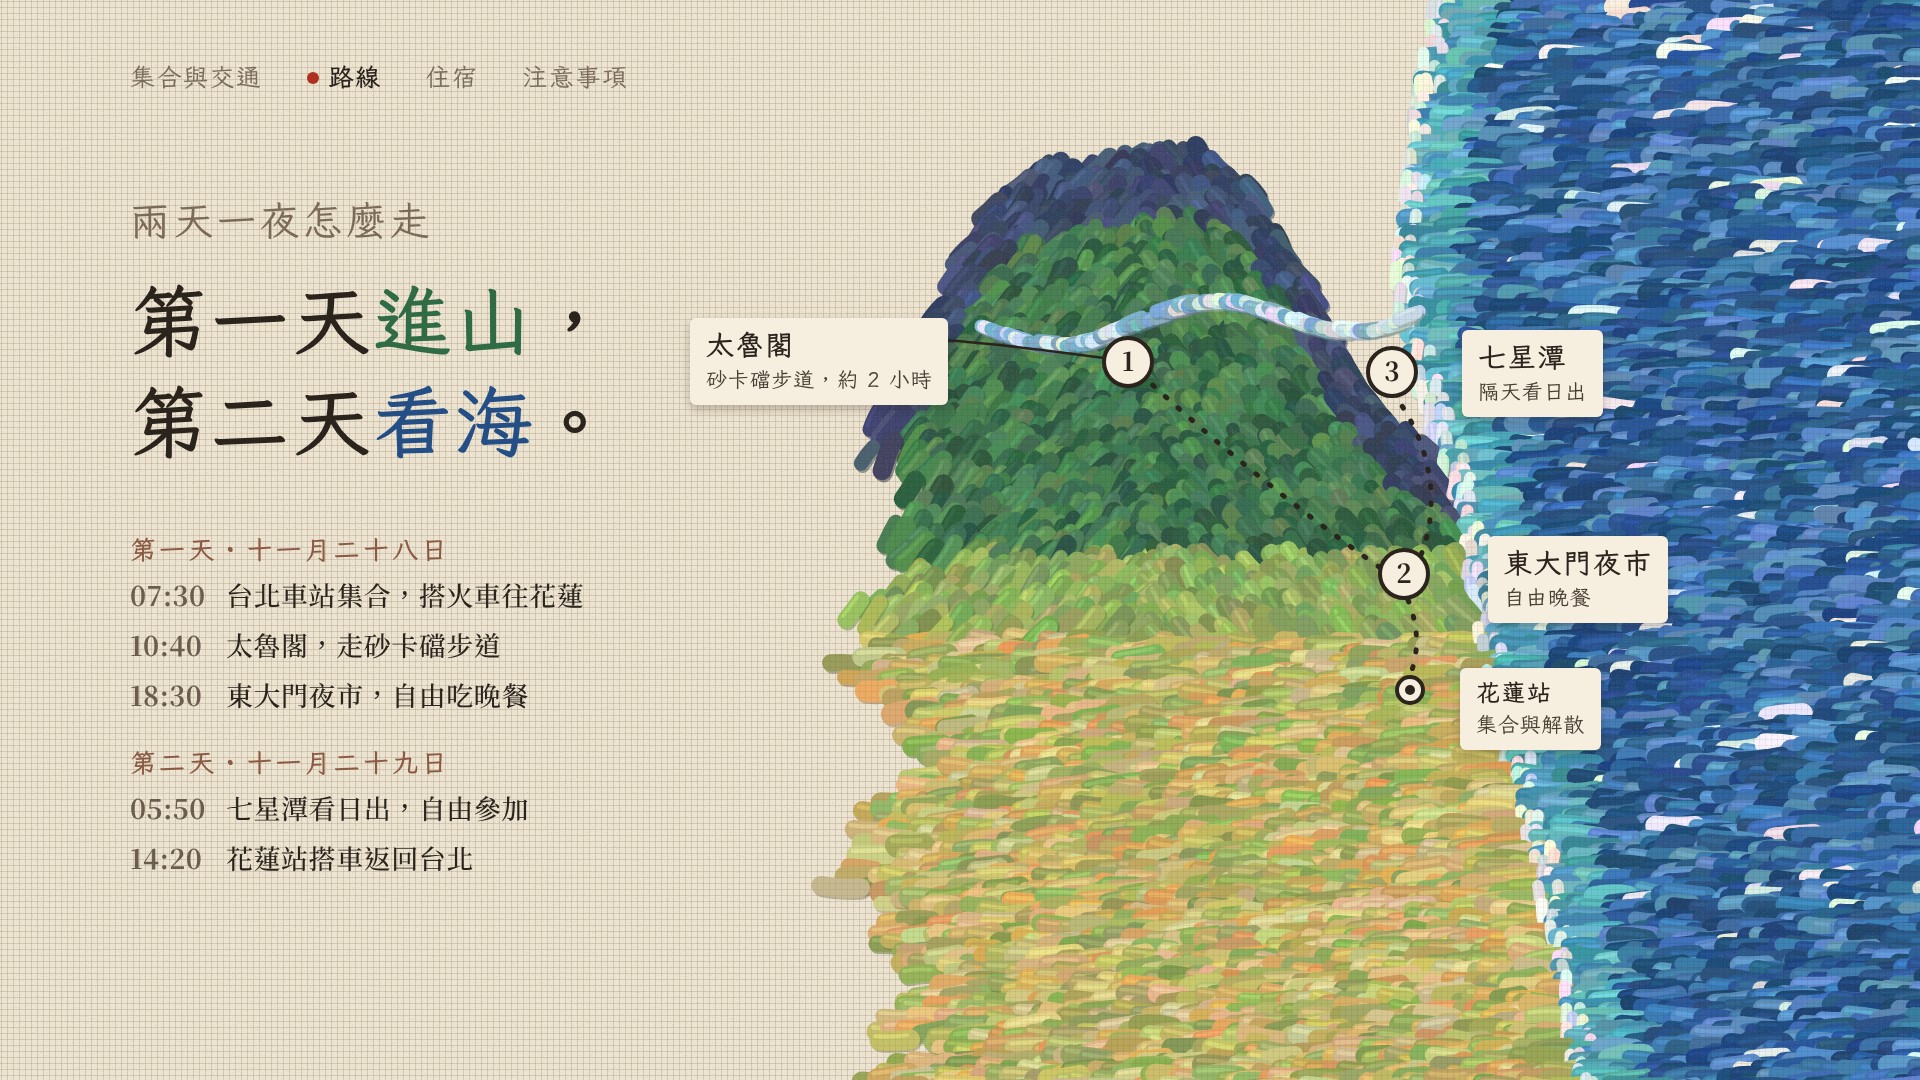 集合與交通 路線 住宿 注意事項
兩天一夜怎麼走
第一天進山，
第二天看海。
第一天・十一月二十八日
07:30 台北車站集合，搭火車往花蓮
10:40 太魯閣，走砂卡礑步道
18:30 東大門夜市，自由吃晚餐
第二天・十一月二十九日
05:50 七星潭看日出，自由參加
14:20 花蓮站搭車返回台北
太魯閣
砂卡礑步道，約 2 小時
1
3
七星潭
隔天看日出
2
東大門夜市
自由晚餐
花蓮站
集合與解散